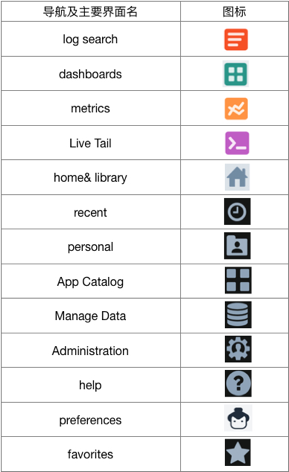 导航及主要界面名 图标
log search
dashboards
metrics
Live Tail
home& library
recent
personal
App Catalog
Manage Data
Administration
help
preferences
favorites